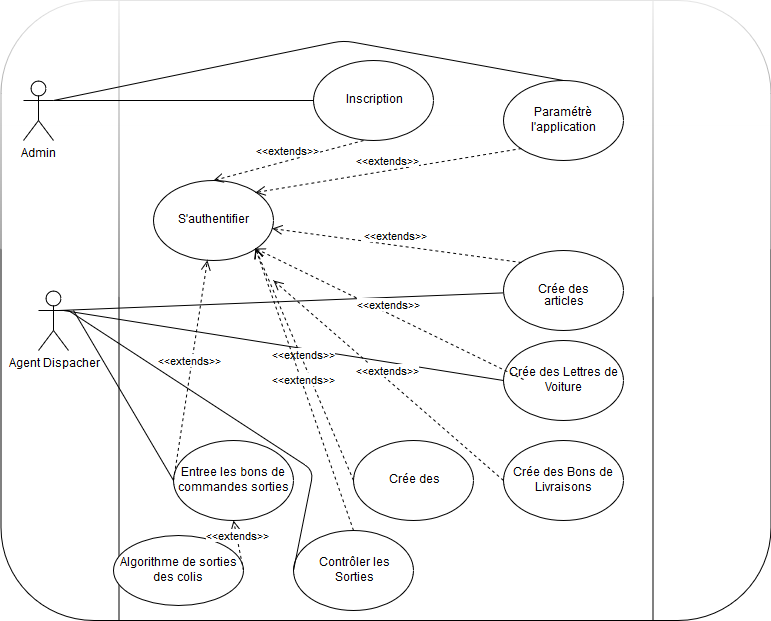 Inscription
Paramétrè
l'application
Admin
<<extends>>
<<extends>>
S'authentifier
<<extends>>
Crée des
articles
<<extends>>
Agent Dispacher
<<extends>>
<<extends>>
<<extends>>
<<extends>>
Crée des Lettres de
Voiture
Entree les bons de
commandes sorties
Crée des
Crée des Bons de
Livraisons
<<extends>>
Algorithme de sorties
des colis
Contrôler les
Sorties